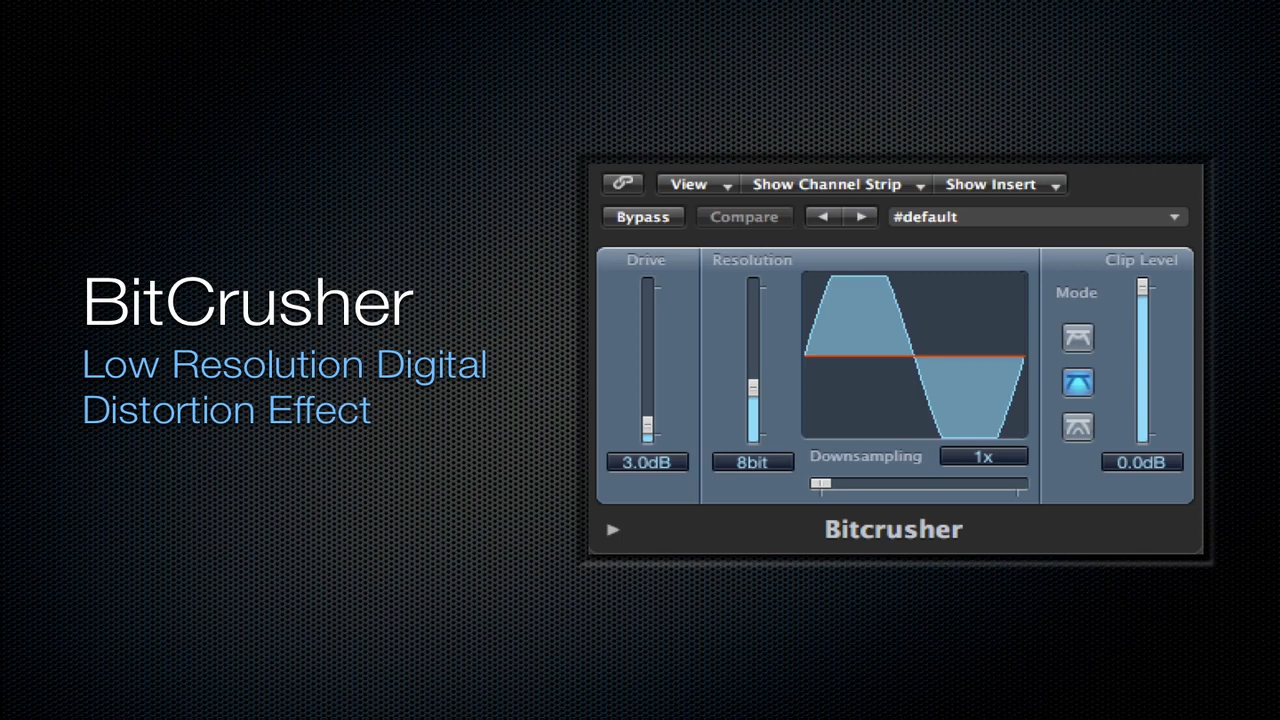 BitCrusher
Low Resolution Digital
Distortion Effect
View Show Channel Strip Show Insert
Bypass Compare #default
Drive Resolution Clip Level
Mode
Downsampling 1x
3.0dB 8bit 0.0dB
Bitcrusher